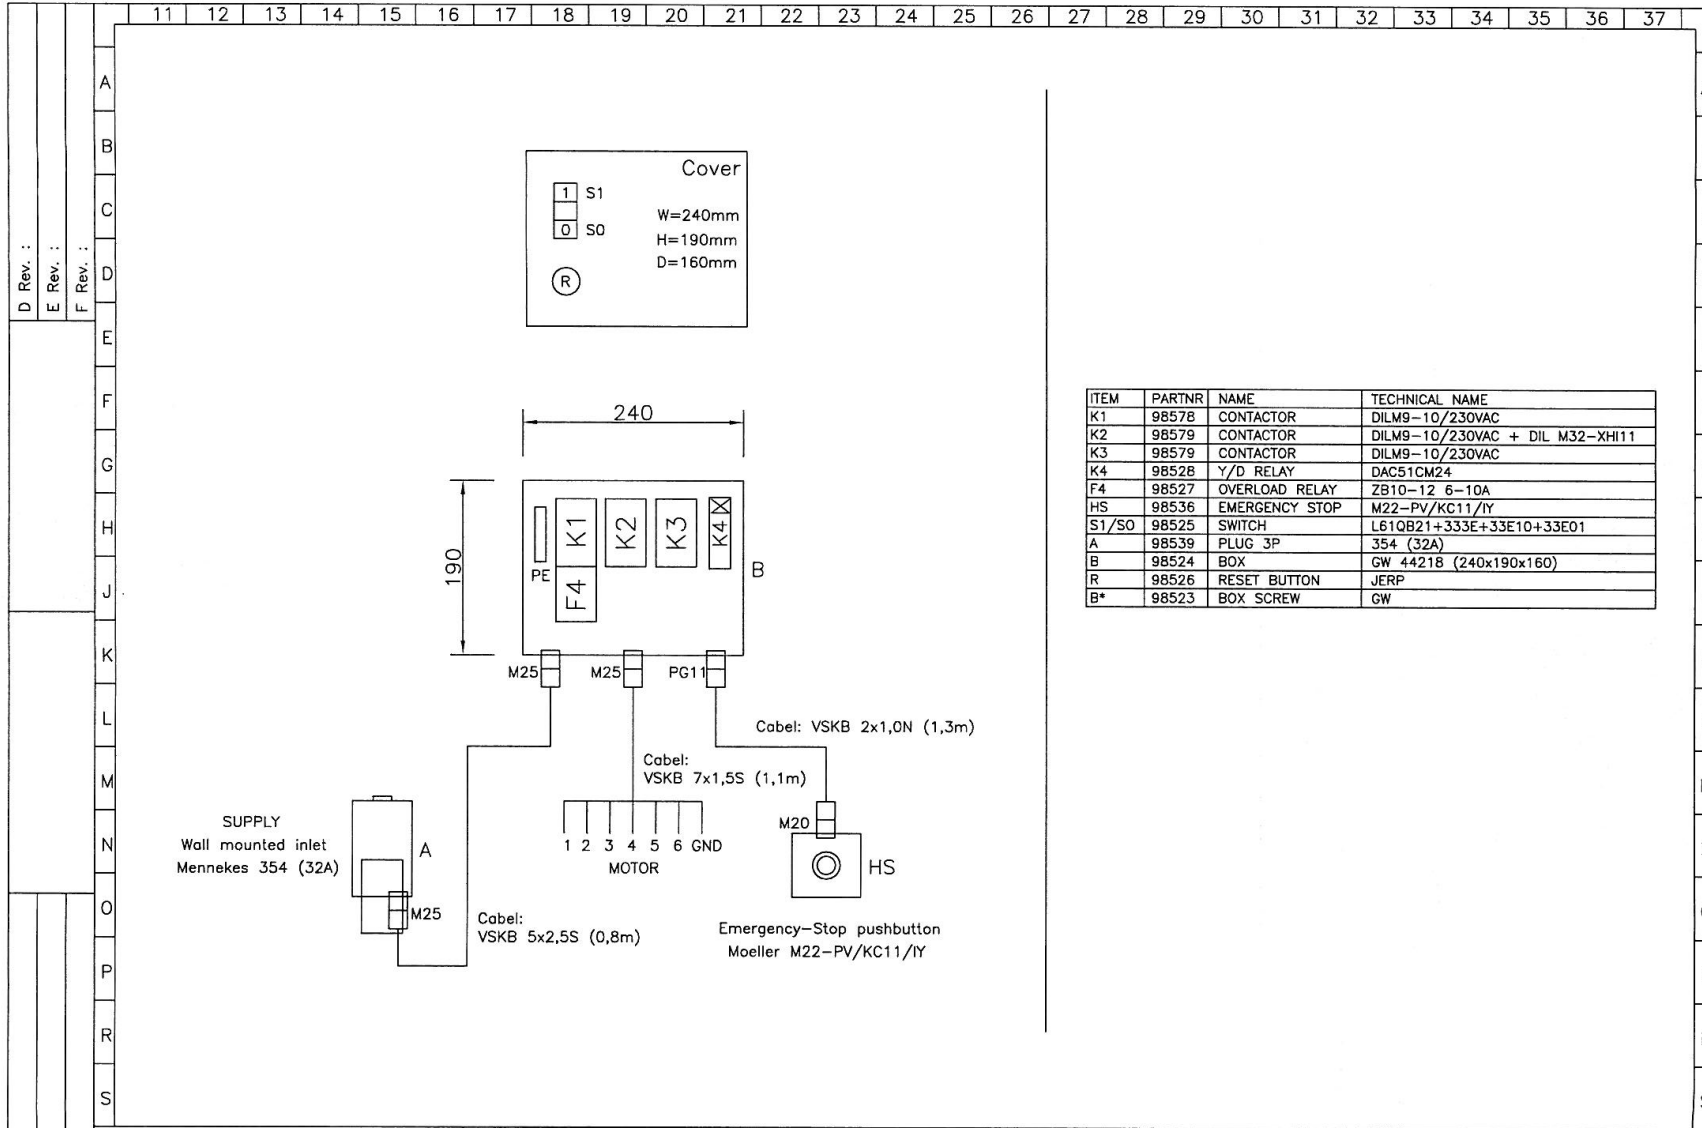 11 12 13 14 15 16 17 18 19 20 21 22 23 24 25 26 27 28 29 30 31 32 33 34 35 36 37
D Rev. :
E Rev. :
F Rev. :
A
B
C
D
E
F
G
H
J
K
L
M
N
O
P
R
S
Cover
1 S1
0 S0
W=240mm
H=190mm
D=160mm
R
240
190
PE
K1
K2
K3
K4
F4
B
M25
M25
PG11
Cabel: VSKB 2x1,0N (1,3m)
Cabel:
VSKB 7x1,5S (1,1m)
SUPPLY
Wall mounted inlet
Mennekes 354 (32A)
A
M25
Cabel:
VSKB 5x2,5S (0,8m)
1 2 3 4 5 6 GND
MOTOR
M20
HS
Emergency-Stop pushbutton
Moeller M22-PV/KC11/IY
ITEM PARTNR NAME TECHNICAL NAME
K1 98578 CONTACTOR DILM9-10/230VAC
K2 98579 CONTACTOR DILM9-10/230VAC + DIL M32-XHI11
K3 98579 CONTACTOR DILM9-10/230VAC
K4 98528 Y/D RELAY DAC51CM24
F4 98527 OVERLOAD RELAY ZB10-12 6-10A
HS 98536 EMERGENCY STOP M22-PV/KC11/IY
S1/S0 98525 SWITCH L61QB21+333E+33E10+33E01
A 98539 PLUG 3P 354 (32A)
B 98524 BOX GW 44218 (240x190x160)
R 98526 RESET BUTTON JERP
B* 98523 BOX SCREW GW